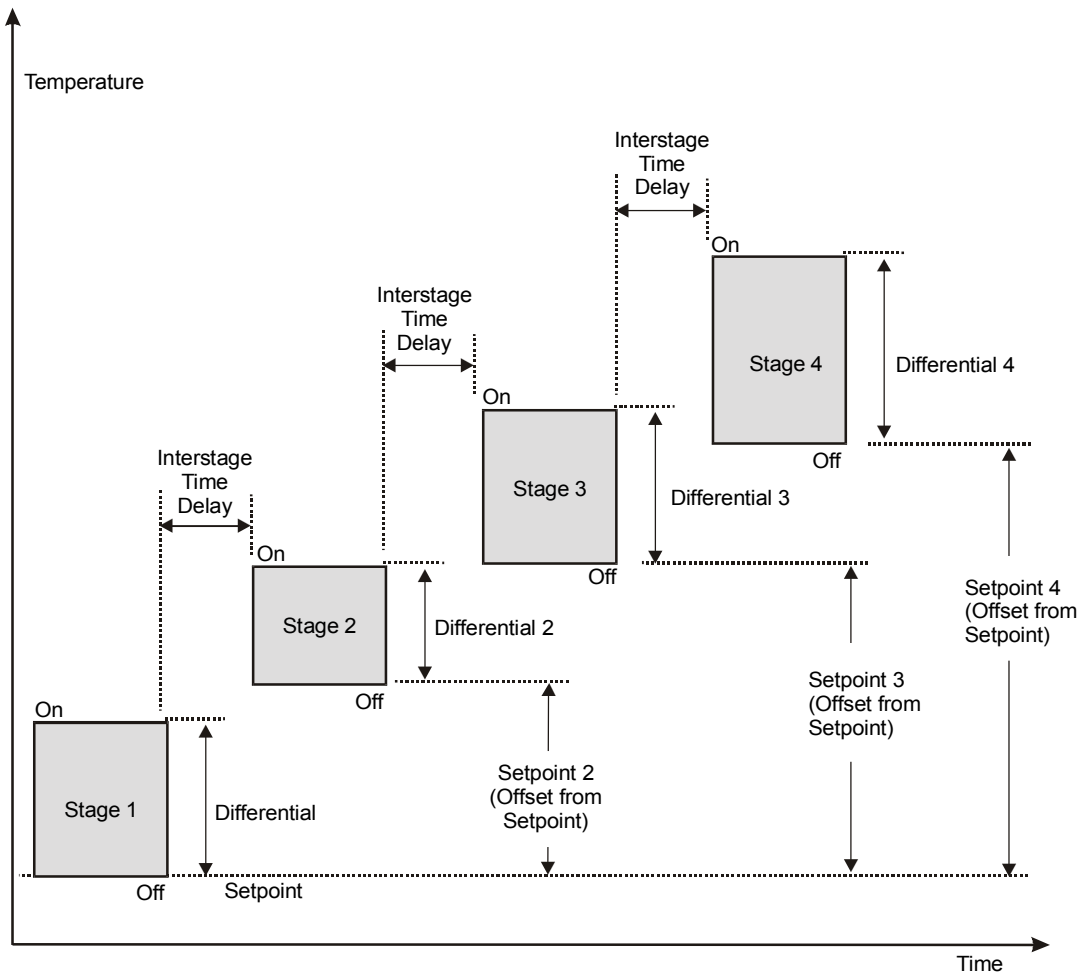 Temperature
Interstage
Time
Delay
On
Stage 4
Differential 4
Off
Interstage
Time
Delay
On
Stage 3
Differential 3
Off
Interstage
Time
Delay
On
Stage 2
Differential 2
Off
Setpoint 4
(Offset from
Setpoint)
Setpoint 3
(Offset from
Setpoint)
Setpoint 2
(Offset from
Setpoint)
On
Stage 1
Differential
Off
Setpoint
Time